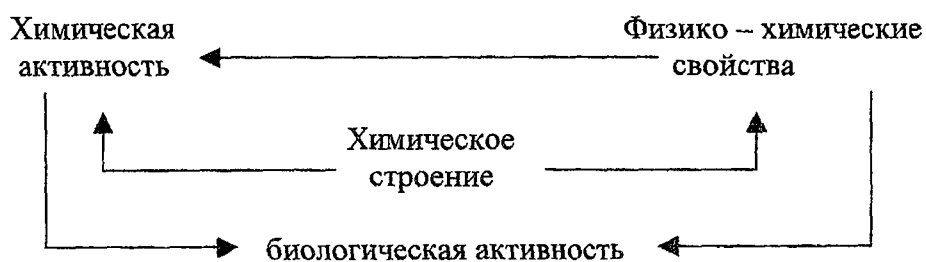 Химическая
активность
Физико – химические
свойства
Химическое
строение
биологическая активность